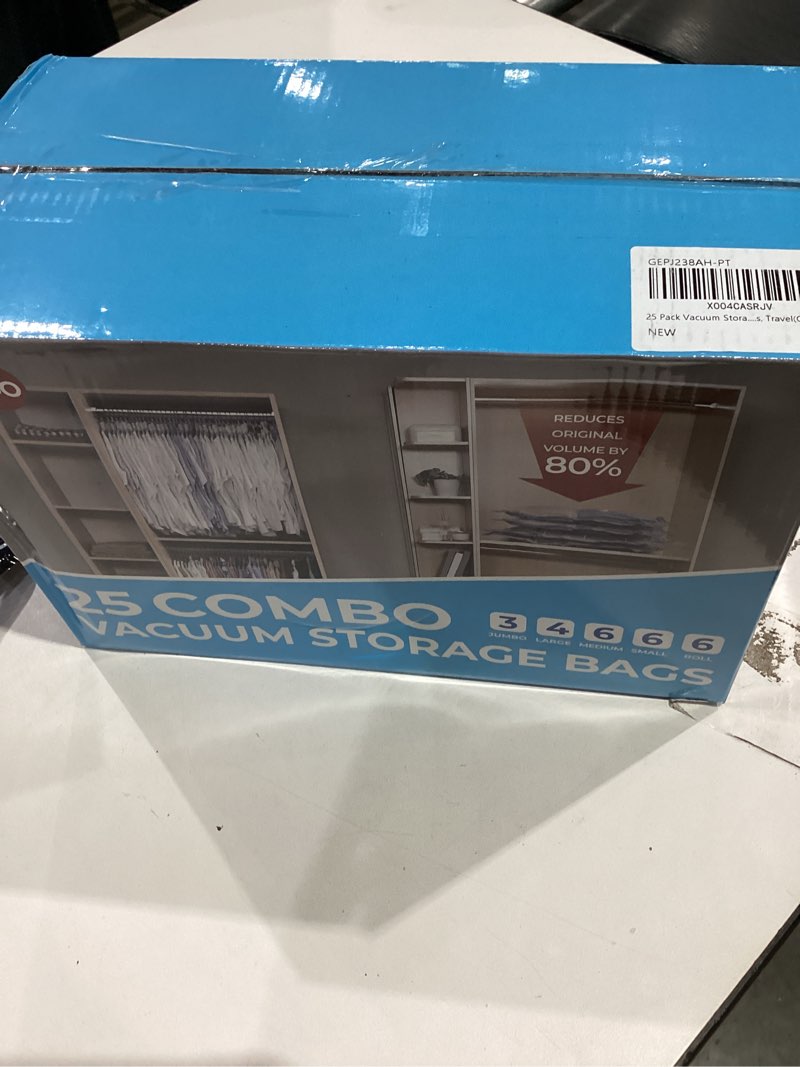 GEPJ238AH-PT
X004CASRJV
25 Pack Vacuum Stora....s, Travel(
NEW
REDUCES
ORIGINAL
VOLUME BY
80%
25 COMBO
VACUUM STORAGE BAGS
3 4 6 6 6
JUMBO LARGE MEDIUM SMALL ROLL